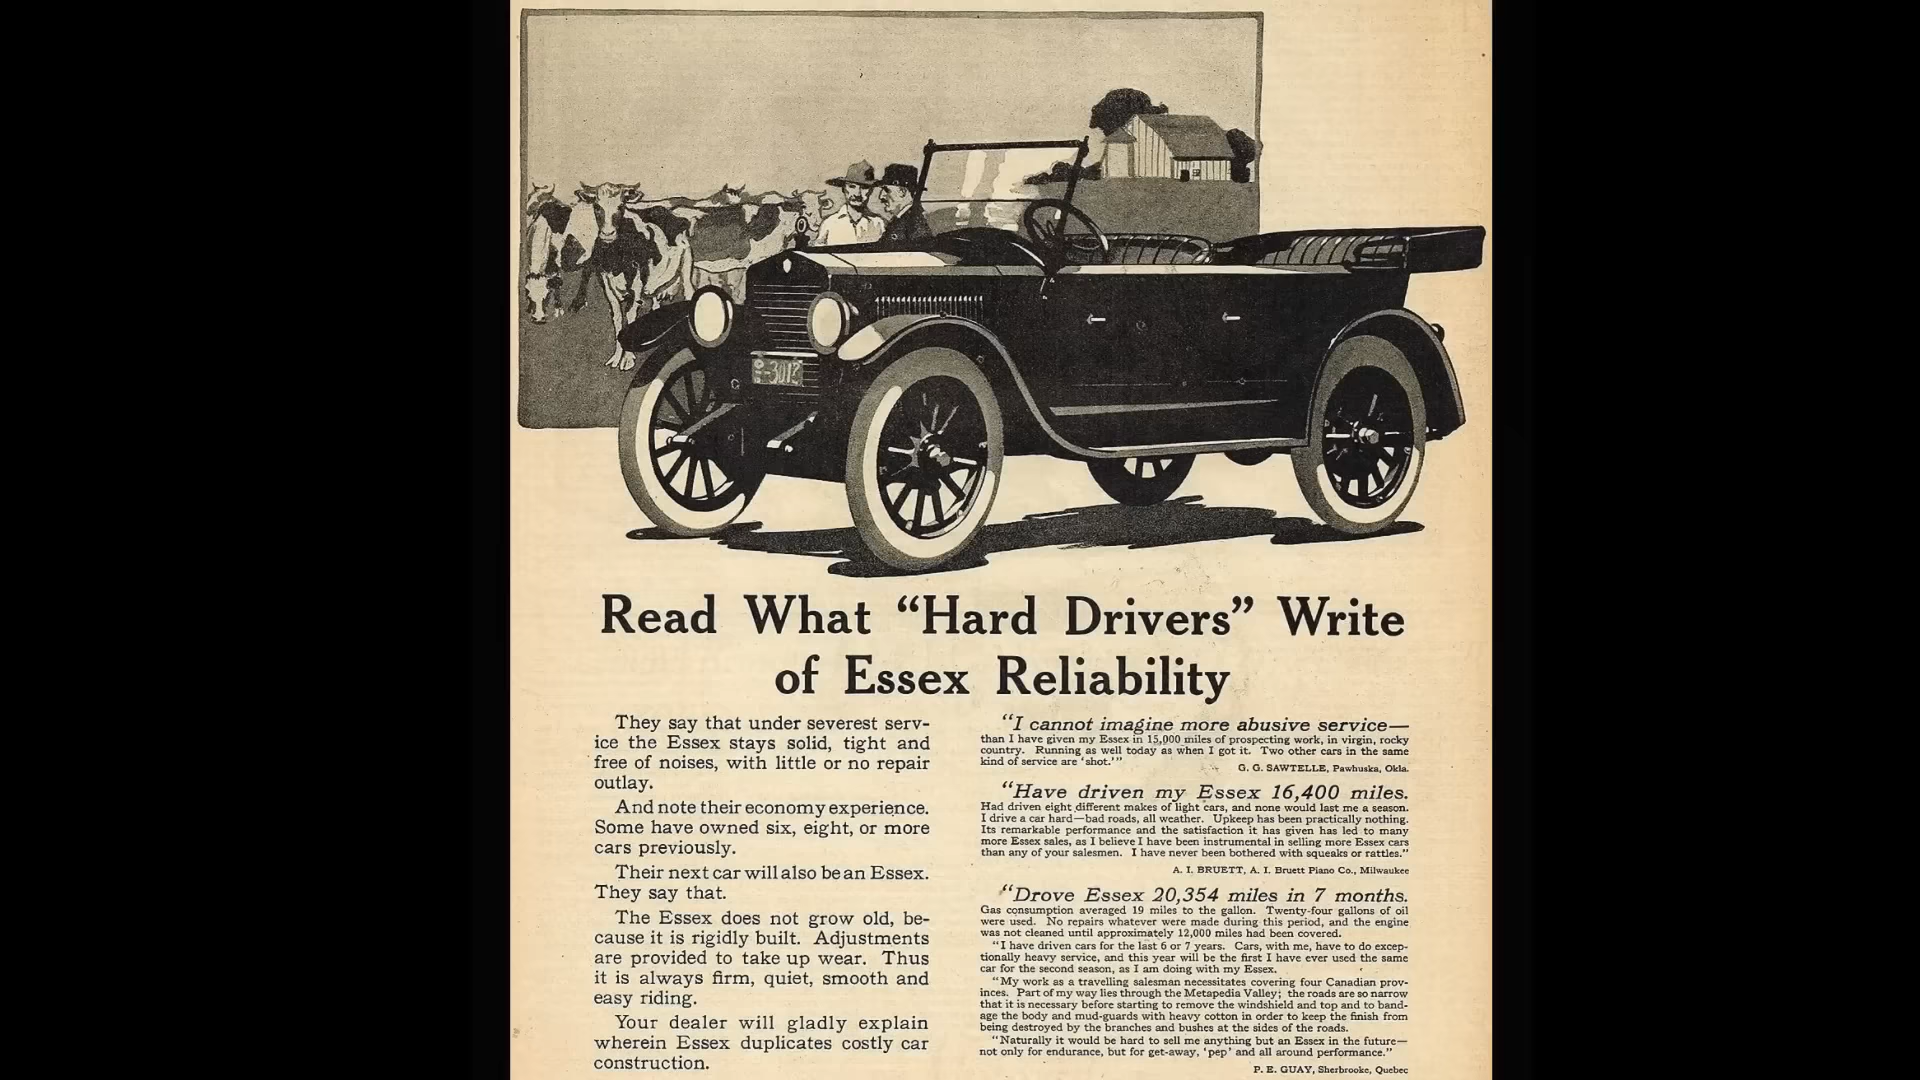 -301?
Read What “Hard Drivers” Write
of Essex Reliability
They say that under severest serv-
ice the Essex stays solid, tight and
free of noises, with little or no repair
outlay.
And note their economy experience.
Some have owned six, eight, or more
cars previously.
Their next car will also be an Essex.
They say that.
The Essex does not grow old, be-
cause it is rigidly built. Adjustments
are provided to take up wear. Thus
it is always firm, quiet, smooth and
easy riding.
Your dealer will gladly explain
wherein Essex duplicates costly car
construction.
“I cannot imagine more abusive service—
than I have given my Essex in 15,000 miles of prospecting work, in virgin, rocky
country. Running as well today as when I got it. Two other cars in the same
kind of service are ‘shot.’”
G. G. SAWTELLE, Pawhuska, Okla.
“Have driven my Essex 16,400 miles.
Had driven eight different makes of light cars, and none would last me a season.
I drive a car hard—bad roads, all weather. Upkeep has been practically nothing.
Its remarkable performance and the satisfaction it has given has led to many
more Essex sales, as I believe I have been instrumental in selling more Essex cars
than any of your salesmen. I have never been bothered with squeaks or rattles.”
A. I. BRUETT, A. I. Bruett Piano Co., Milwaukee
“Drove Essex 20,354 miles in 7 months.
Gas consumption averaged 19 miles to the gallon. Twenty-four gallons of oil
were used. No repairs whatever were made during this period, and the engine
was not cleaned until approximately 12,000 miles had been covered.
“I have driven cars for the last 6 or 7 years. Cars, with me, have to do excep-
tionally heavy service, and this year will be the first I have ever used the same
car for the second season, as I am doing with my Essex.
“My work as a travelling salesman necessitates covering four Canadian prov-
inces. Part of my way lies through the Metapedia Valley; the roads are so narrow
that it is necessary before starting to remove the windshield and top and to band-
age the body and mud-guards with heavy cotton in order to keep the finish from
being destroyed by the branches and bushes at the sides of the roads.
“Naturally it would be hard to sell me anything but an Essex in the future—
not only for endurance, but for get-away, ‘pep’ and all around performance.”
P. E. GUAY, Sherbrooke, Quebec